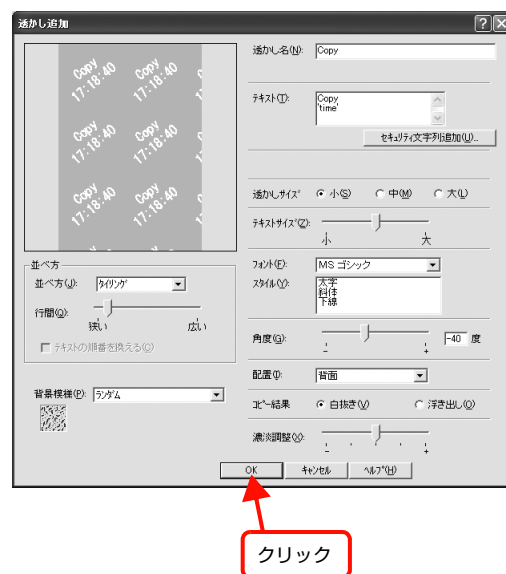 透かし追加
透かし名(N): Copy
テキスト(T): Copy
'time'
セキュリティ文字列追加(U)...
Copy
17:18:40
Copy
17:18:40
Copy
17:18:40
Copy
17:18:40
Copy
17:18:40
Copy
17:18:40
透かしサイズ 小(S) 中(M) 大(L)
テキストサイズ(Z):
小 大
並べ方
並べ方(J): タイリング
行間(Q):
狭い 広い
テキストの順番を換える(C)
背景模様(P): ランダム
フォント(F): MS ゴシック
スタイル(Y): 太字
斜体
下線
角度(G): -40 度
- +
配置(I): 背面
コピー結果 白抜き(V) 浮き出し(O)
濃淡調整(X):
- +
OK キャンセル ヘルプ(H)
クリック